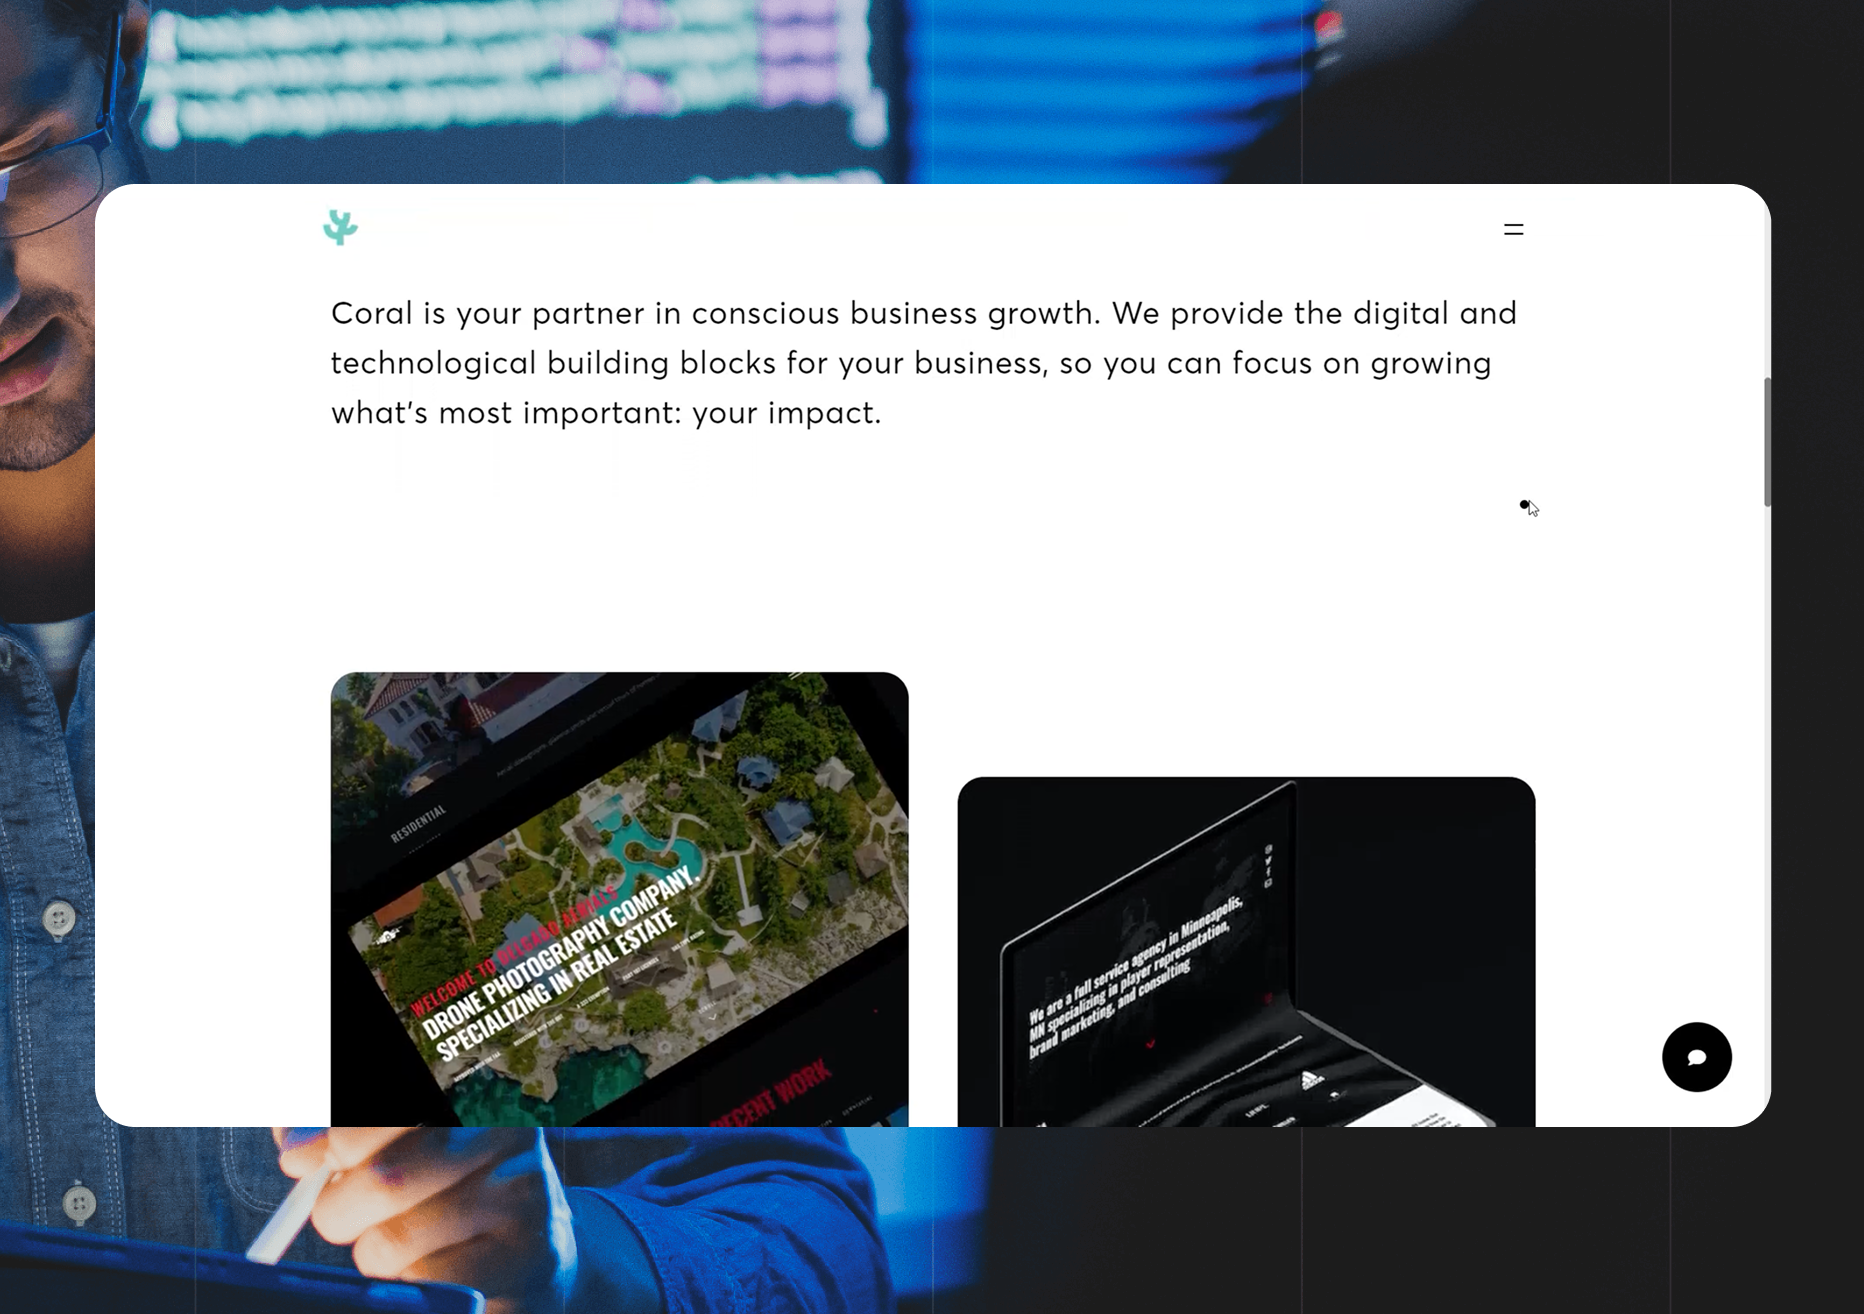 Coral is your partner in conscious business growth. We provide the digital and
technological building blocks for your business, so you can focus on growing
what's most important: your impact.
RESIDENTIAL
WELCOME TO DELGADO AERIALS
DRONE PHOTOGRAPHY COMPANY,
SPECIALIZING IN REAL ESTATE
RECENT WORK
We are a full service agency in Minneapolis,
MN specializing in player representation,
brand marketing, and consulting